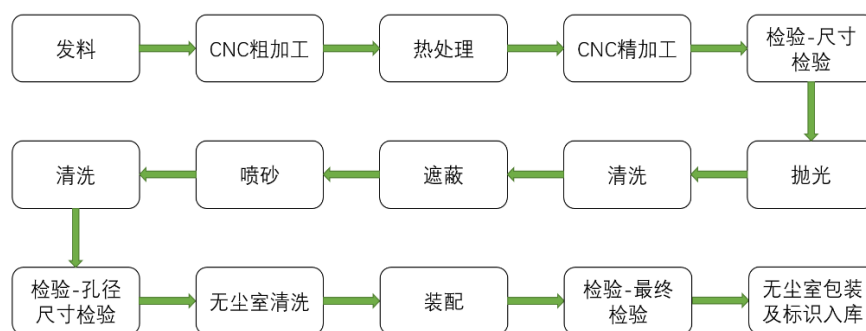 发料
CNC粗加工
热处理
CNC精加工
检验-尺寸
检验
抛光
清洗
遮蔽
喷砂
清洗
检验-孔径
尺寸检验
无尘室清洗
装配
检验-最终
检验
无尘室包装
及标识入库